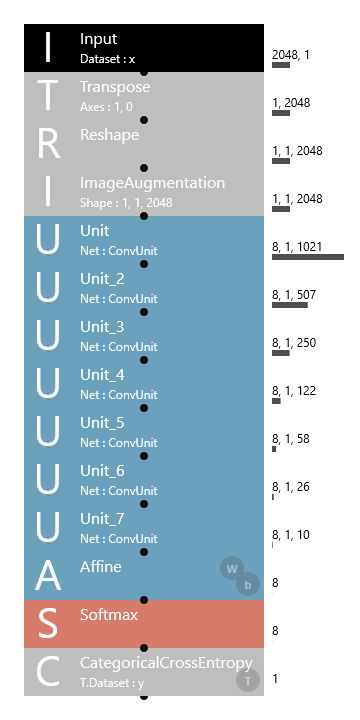 I Input 2048, 1
Dataset : x
T Transpose 1, 2048
Axes : 1, 0
R Reshape 1, 1, 2048
I ImageAugmentation 1, 1, 2048
Shape : 1, 1, 2048
U Unit 8, 1, 1021
Net : ConvUnit
U Unit_2 8, 1, 507
Net : ConvUnit
U Unit_3 8, 1, 250
Net : ConvUnit
U Unit_4 8, 1, 122
Net : ConvUnit
U Unit_5 8, 1, 58
Net : ConvUnit
U Unit_6 8, 1, 26
Net : ConvUnit
U Unit_7 8, 1, 10
Net : ConvUnit
A Affine W b 8
S Softmax 8
C CategoricalCrossEntropy 1
T.Dataset : y T